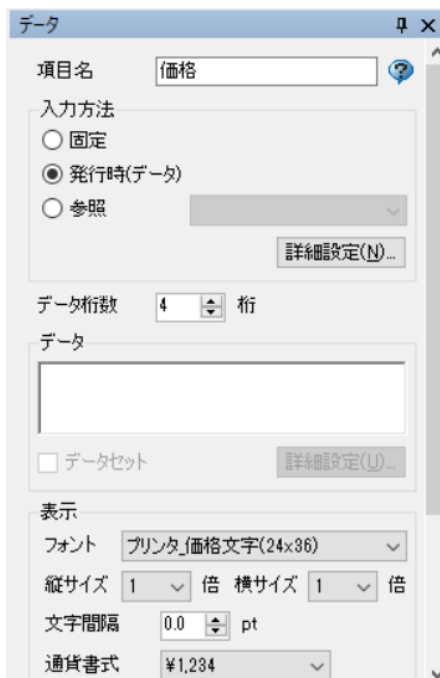 データ
項目名 価格
入力方法
固定
発行時(データ)
参照
詳細設定(N)...
データ桁数 4 桁
データ
データセット 詳細設定(U)...
表示
フォント プリンタ_価格文字(24x36)
縦サイズ 1 倍 横サイズ 1 倍
文字間隔 0.0 pt
通貨書式 ¥1,234